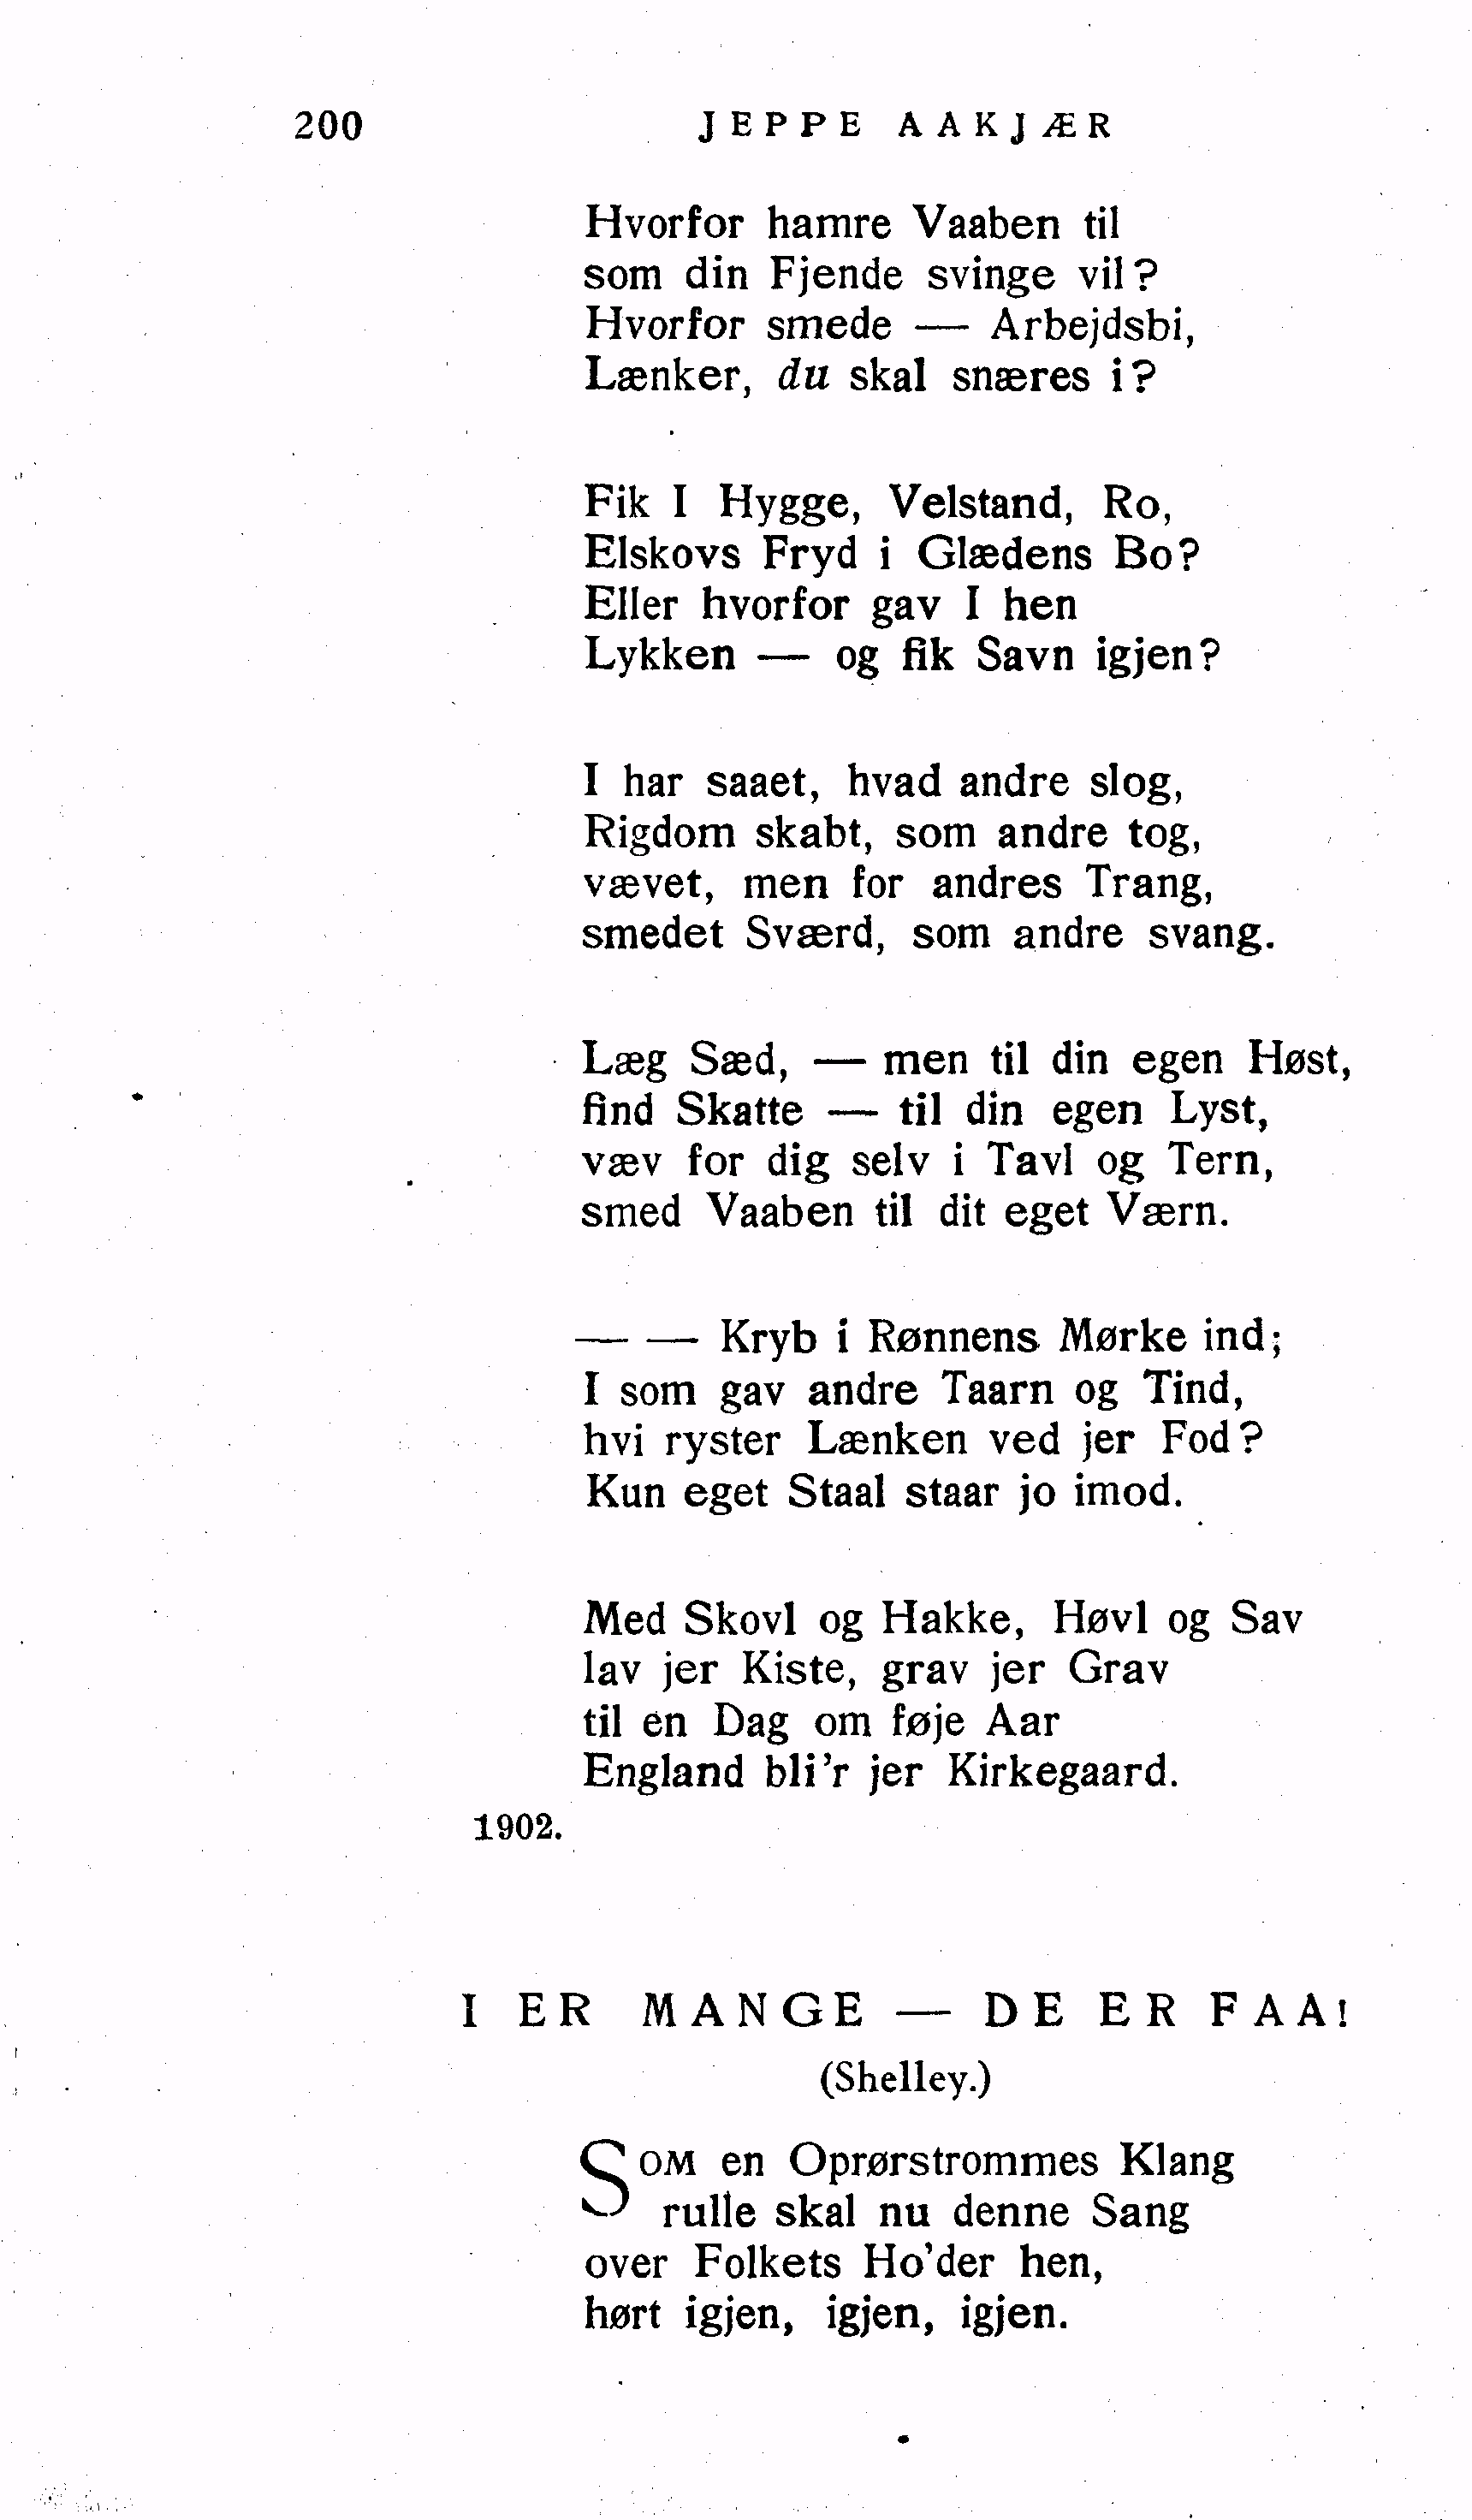 200 JEPPE AAKJÆR
Hvorfor hamre Vaaben til
som din Fjende svinge vil?
Hvorfor smede — Arbejdsbi,
Lænker, du skal snæres i?
Fik I Hygge, Velstand, Ro,
Elskovs Fryd i Glædens Bo?
Eller hvorfor gav I hen
Lykken — og fik Savn igjen?
I har saaet, hvad andre slog,
Rigdom skabt, som andre tog,
vævet, men for andres Trang,
smedet Sværd, som andre svang.
Læg Sæd, — men til din egen Høst,
find Skatte — til din egen Lyst,
væv for dig selv i Tavl og Tern,
smed Vaaben til dit eget Værn.
— — Kryb i Rønnens Mørke ind;
I som gav andre Taarn og Tind,
hvi ryster Lænken ved jer Fod?
Kun eget Staal staar jo imod.
Med Skovl og Hakke, Høvl og Sav
lav jer Kiste, grav jer Grav
til en Dag om føje Aar
England bli'r jer Kirkegaard.
1902.
I ER MANGE — DE ER FAA!
(Shelley.)
SOM en Oprørstrommes Klang
rulle skal nu denne Sang
over Folkets Ho'der hen,
hørt igjen, igjen, igjen.